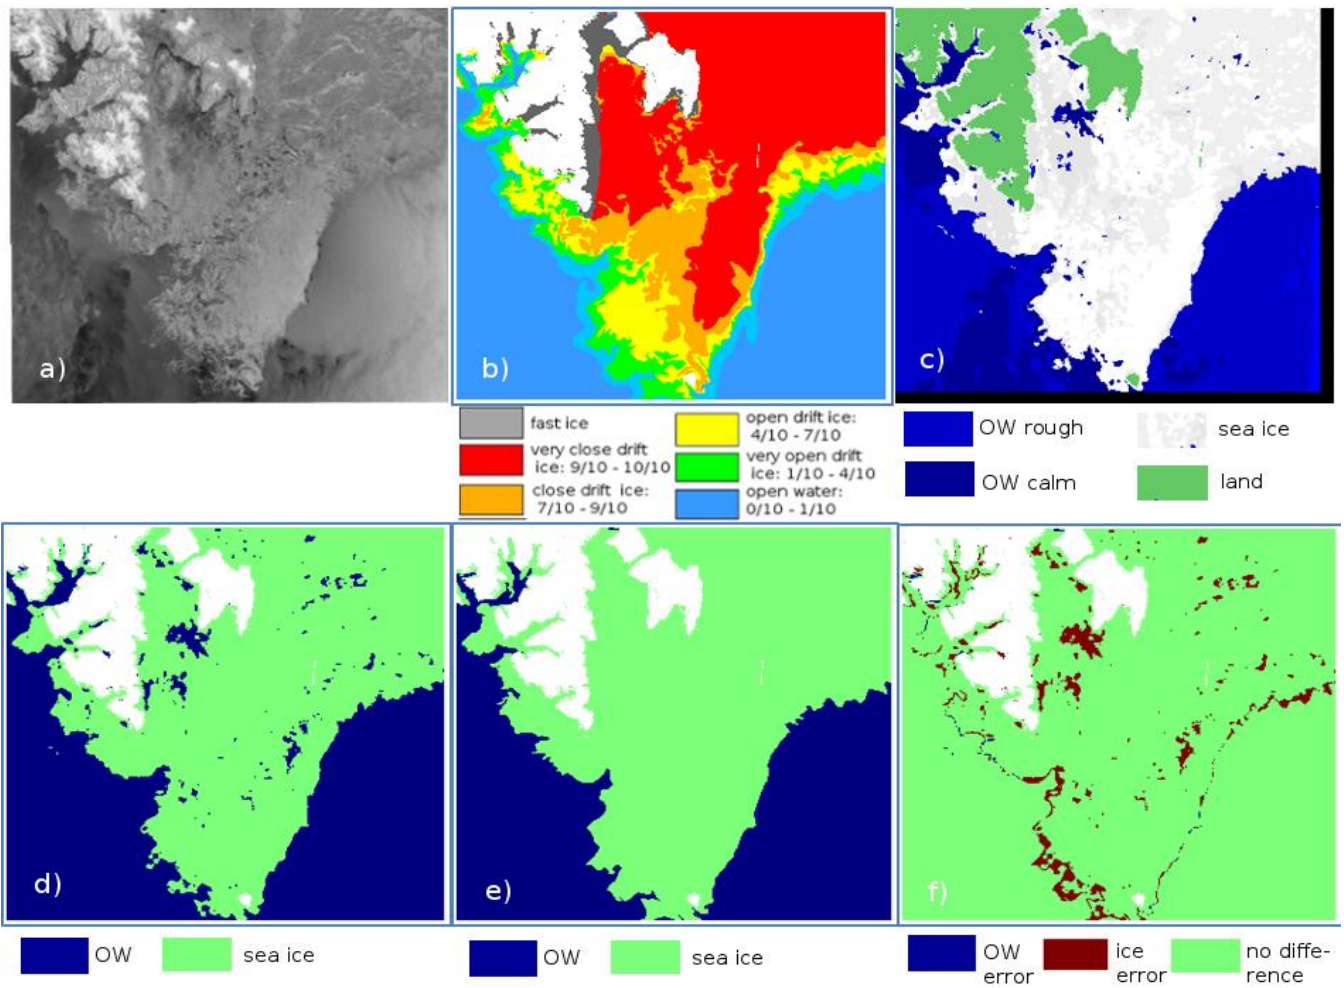 a)
b)
c)
fast ice
very close drift
ice: 9/10 - 10/10
close drift ice:
7/10 - 9/10
open drift ice:
4/10 - 7/10
very open drift
ice: 1/10 - 4/10
open water:
0/10 - 1/10
OW rough
sea ice
OW calm
land
d)
e)
f)
OW
sea ice
OW
sea ice
OW
error
ice
error
no diffe-
rence